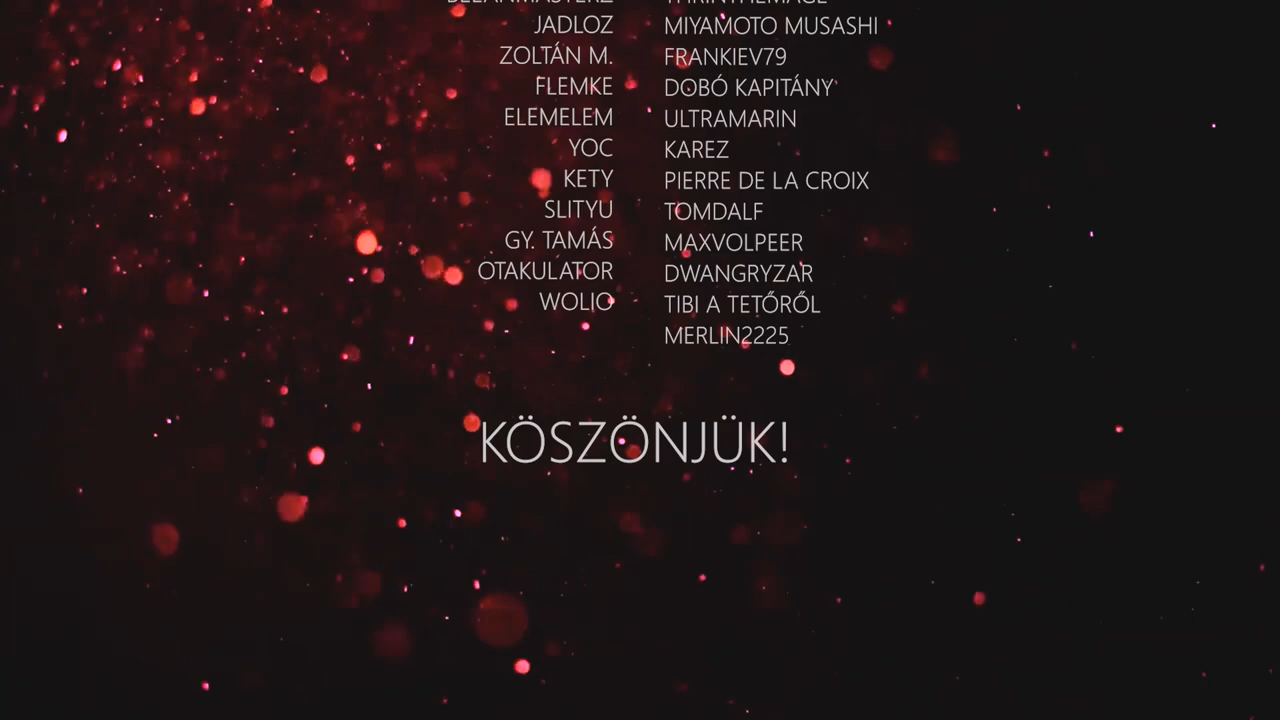 JADLOZ
ZOLTÁN M.
FLEMKE
ELEMELEM
YOC
KETY
SLITYU
GY. TAMÁS
OTAKULATOR
WOLIO
MIYAMOTO MUSASHI
FRANKIEV79
DOBÓ KAPITÁNY
ULTRAMARIN
KAREZ
PIERRE DE LA CROIX
TOMDALF
MAXVOLPEER
DWANGRYZAR
TIBI A TETŐRŐL
MERLIN2225
KÖSZÖNJÜK!